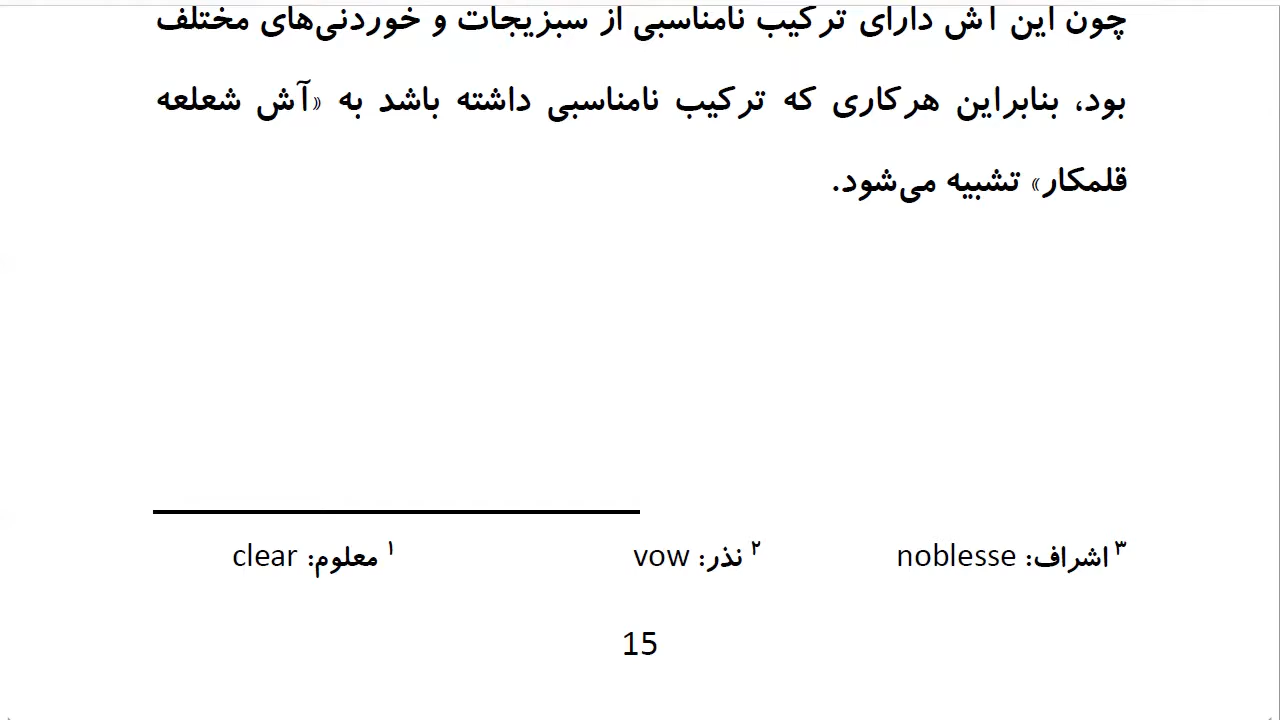 چون این آش دارای ترکیب نامناسبی از سبزیجات و خوردنی‌های مختلف
بود، بنابراین هرکاری که ترکیب نامناسبی داشته باشد به «آش شعلعه
قلمکار» تشبیه می‌شود.
۳ اشراف: noblesse ۲ نذر: vow ۱ معلوم: clear
15